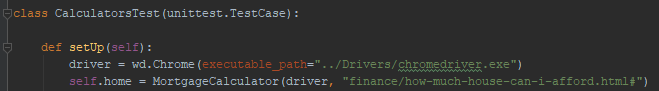 class CalculatorsTest(unittest.TestCase):
def setUp(self):
driver = wd.Chrome(executable_path="../Drivers/chromedriver.exe")
self.home = MortgageCalculator(driver, "finance/how-much-house-can-i-afford.html#")